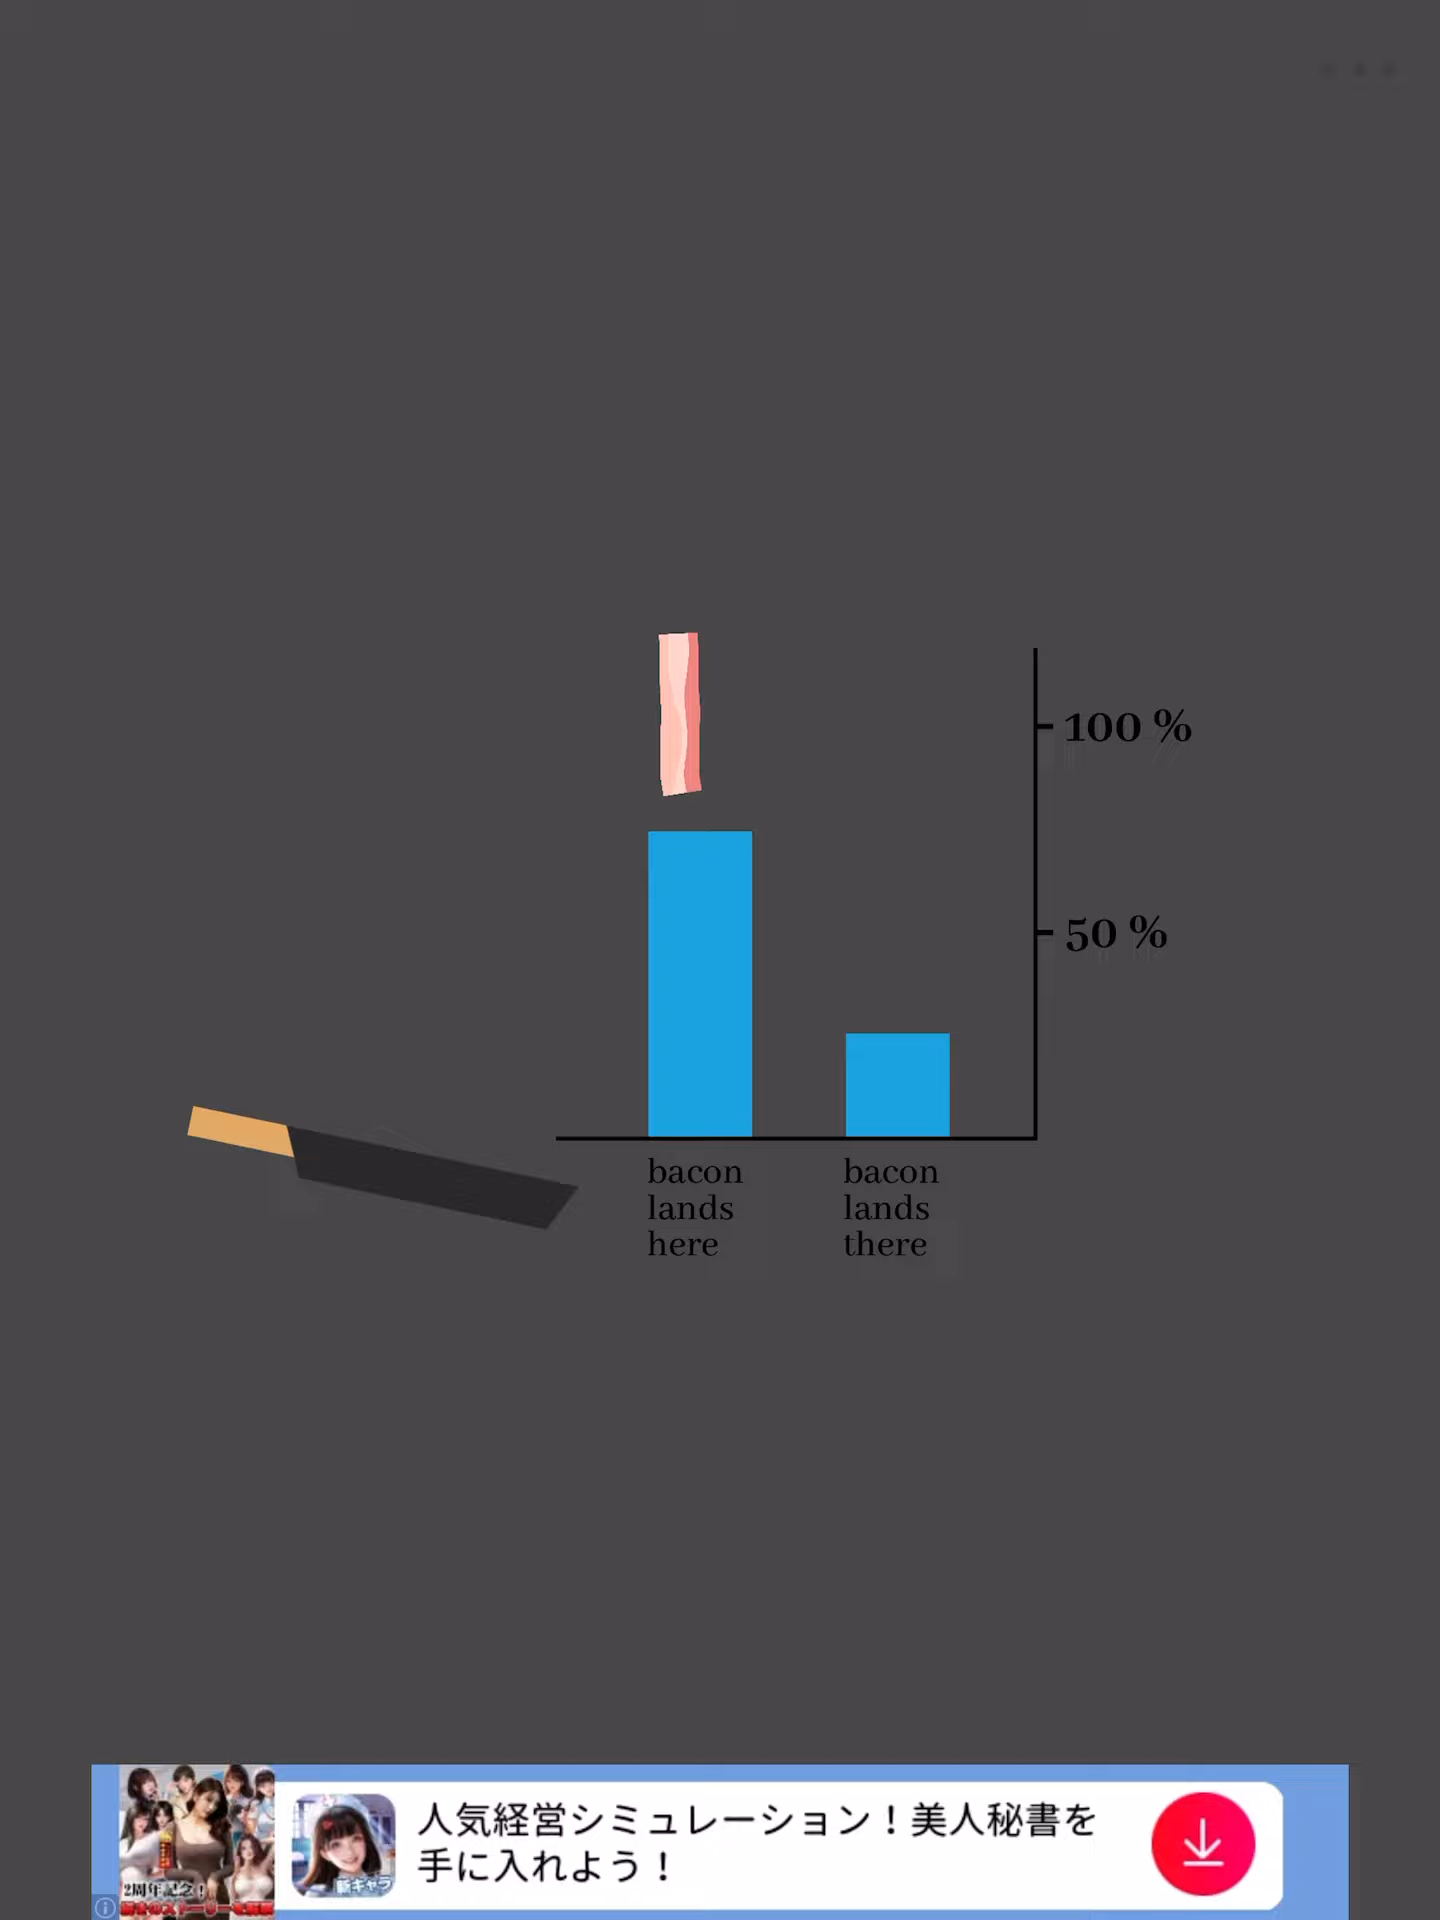 100 %
50 %
bacon
lands
here
bacon
lands
there
人気経営シミュレーション！美人秘書を
手に入れよう！
新キャラ
2周年記念！